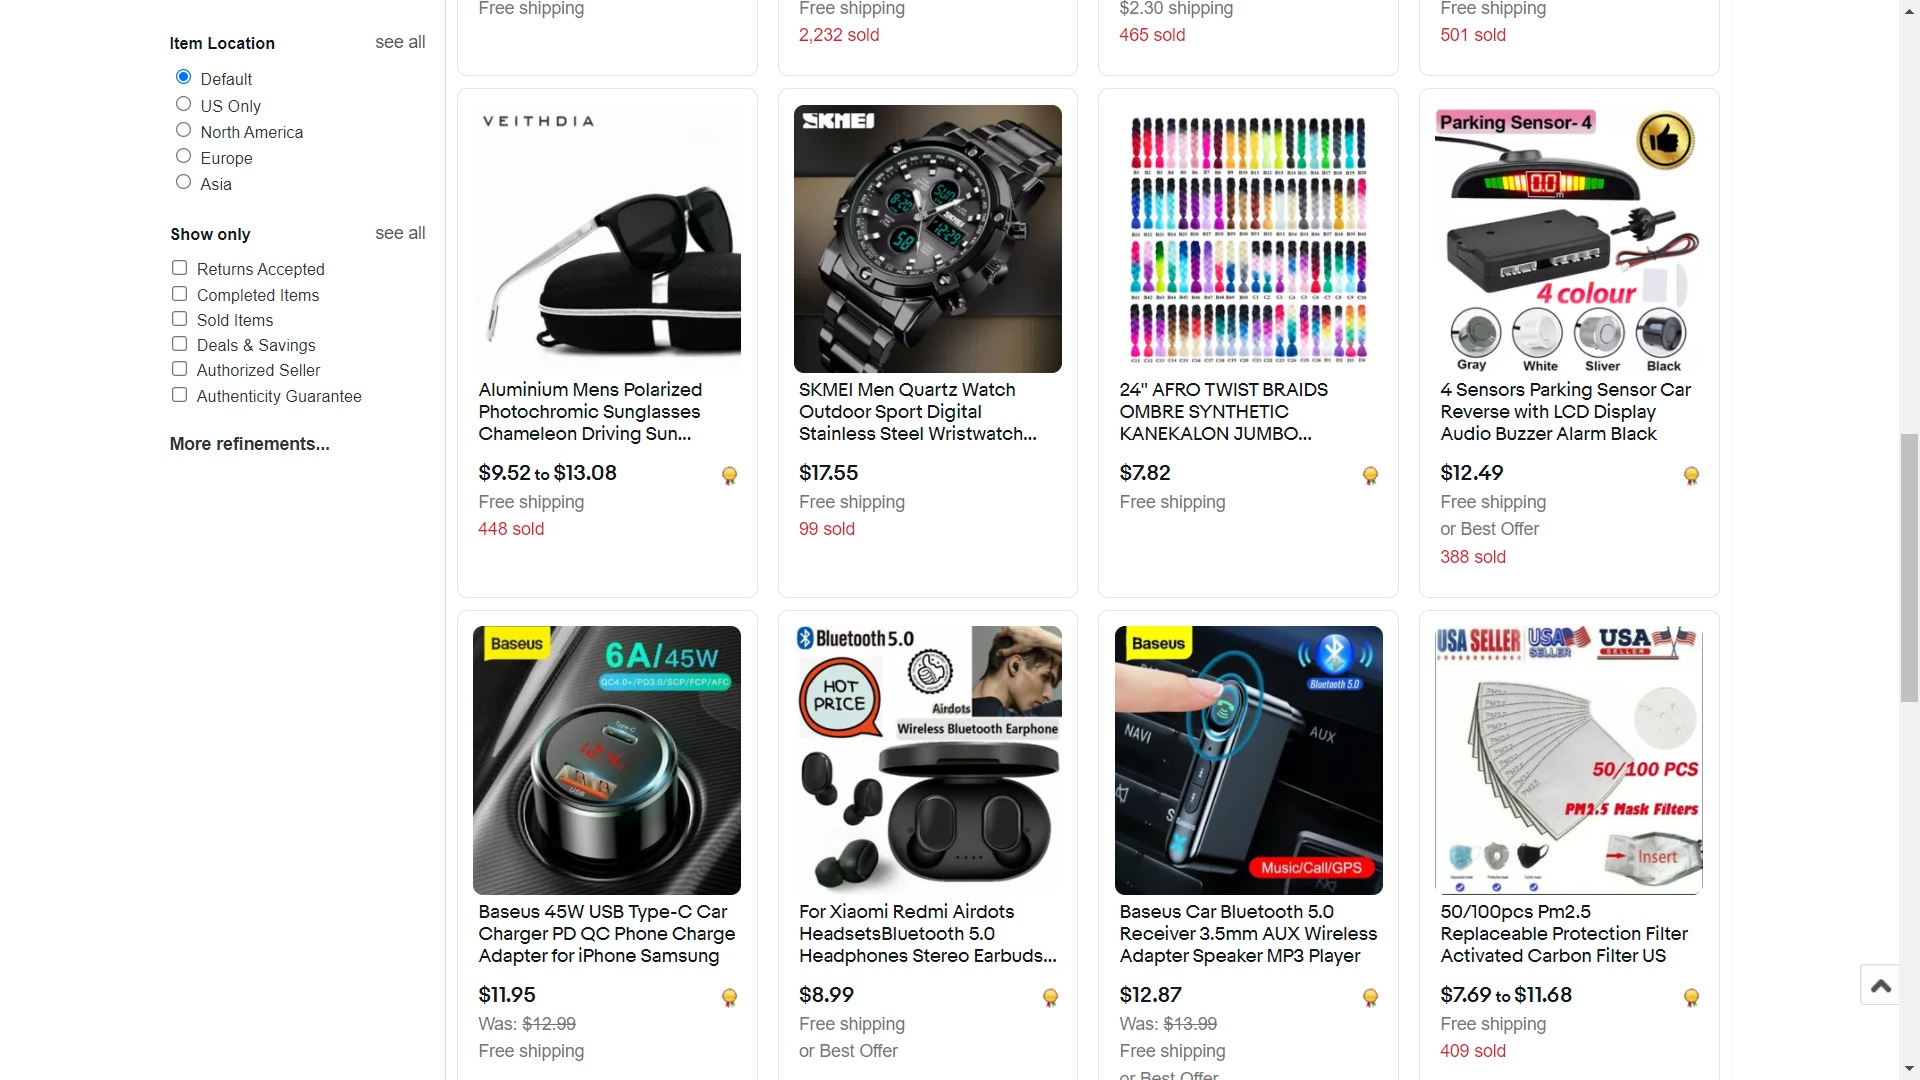 Free shipping
Free shipping
2,232 sold
$2.30 shipping
465 sold
Free shipping
501 sold
Item Location
see all
Default
US Only
North America
Europe
Asia
Show only
see all
Returns Accepted
Completed Items
Sold Items
Deals & Savings
Authorized Seller
Authenticity Guarantee
More refinements...
VEITHDIA
Aluminium Mens Polarized
Photochromic Sunglasses
Chameleon Driving Sun...
$9.52 to $13.08
Free shipping
448 sold
SKMEI
SKMEI Men Quartz Watch
Outdoor Sport Digital
Stainless Steel Wristwatch...
$17.55
Free shipping
99 sold
24" AFRO TWIST BRAIDS
OMBRE SYNTHETIC
KANEKALON JUMBO...
$7.82
Free shipping
Parking Sensor- 4
0.0
m
4 colour
Gray
White
Sliver
Black
4 Sensors Parking Sensor Car
Reverse with LCD Display
Audio Buzzer Alarm Black
$12.49
Free shipping
or Best Offer
388 sold
Baseus
6A/45W
QC4.0+/PD3.0/SCP/FCP/AFC
Type-C
USB
Baseus 45W USB Type-C Car
Charger PD QC Phone Charge
Adapter for iPhone Samsung
$11.95
Was: $12.99
Free shipping
Bluetooth 5.0
HOT
PRICE
Airdots
Wireless Bluetooth Earphone
For Xiaomi Redmi Airdots
HeadsetsBluetooth 5.0
Headphones Stereo Earbuds...
$8.99
Free shipping
or Best Offer
Baseus
Bluetooth 5.0
NAVI
AUX
Music/Call/GPS
Baseus Car Bluetooth 5.0
Receiver 3.5mm AUX Wireless
Adapter Speaker MP3 Player
$12.87
Was: $13.99
Free shipping
or Best Offer
USA SELLER
USA
SELLER
USA
SELLER
50/100 PCS
PM2.5 Mask Filters
Insert
50/100pcs Pm2.5
Replaceable Protection Filter
Activated Carbon Filter US
$7.69 to $11.68
Free shipping
409 sold